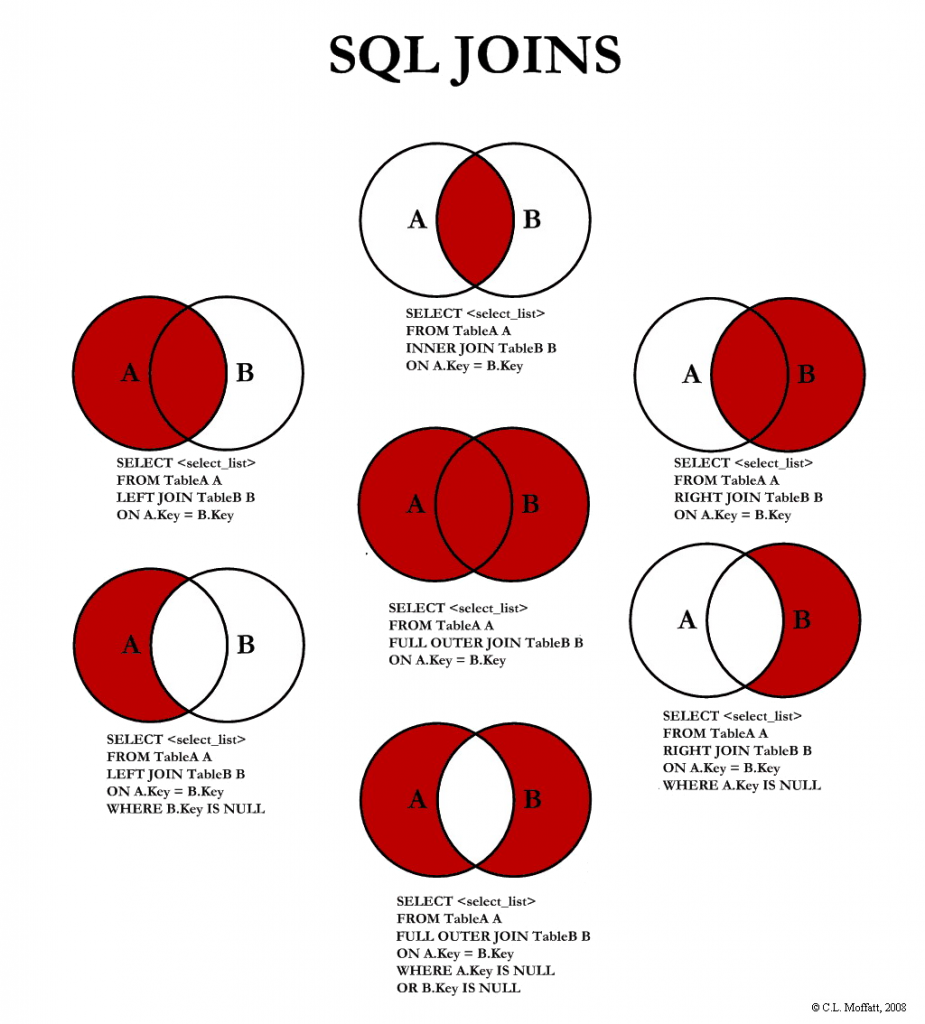 SQL JOINS
A B
SELECT <select_list>
FROM TableA A
INNER JOIN TableB B
ON A.Key = B.Key
A B
SELECT <select_list>
FROM TableA A
LEFT JOIN TableB B
ON A.Key = B.Key
A B
SELECT <select_list>
FROM TableA A
RIGHT JOIN TableB B
ON A.Key = B.Key
A B
SELECT <select_list>
FROM TableA A
FULL OUTER JOIN TableB B
ON A.Key = B.Key
A B
SELECT <select_list>
FROM TableA A
LEFT JOIN TableB B
ON A.Key = B.Key
WHERE B.Key IS NULL
A B
SELECT <select_list>
FROM TableA A
RIGHT JOIN TableB B
ON A.Key = B.Key
WHERE A.Key IS NULL
A B
SELECT <select_list>
FROM TableA A
FULL OUTER JOIN TableB B
ON A.Key = B.Key
WHERE A.Key IS NULL
OR B.Key IS NULL
© C.L. Moffatt, 2008